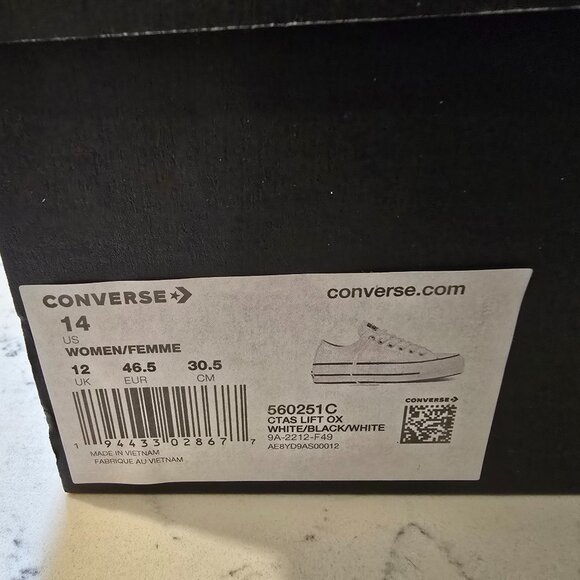 CONVERSE
converse.com
14
US
WOMEN/FEMME
12 46.5 30.5
UK EUR CM
1 94433 02867 7
MADE IN VIETNAM
FABRIQUE AU VIETNAM
560251C
CTAS LIFT OX
WHITE/BLACK/WHITE
9A-2212-F49
AE8YD9AS00012
CONVERSE